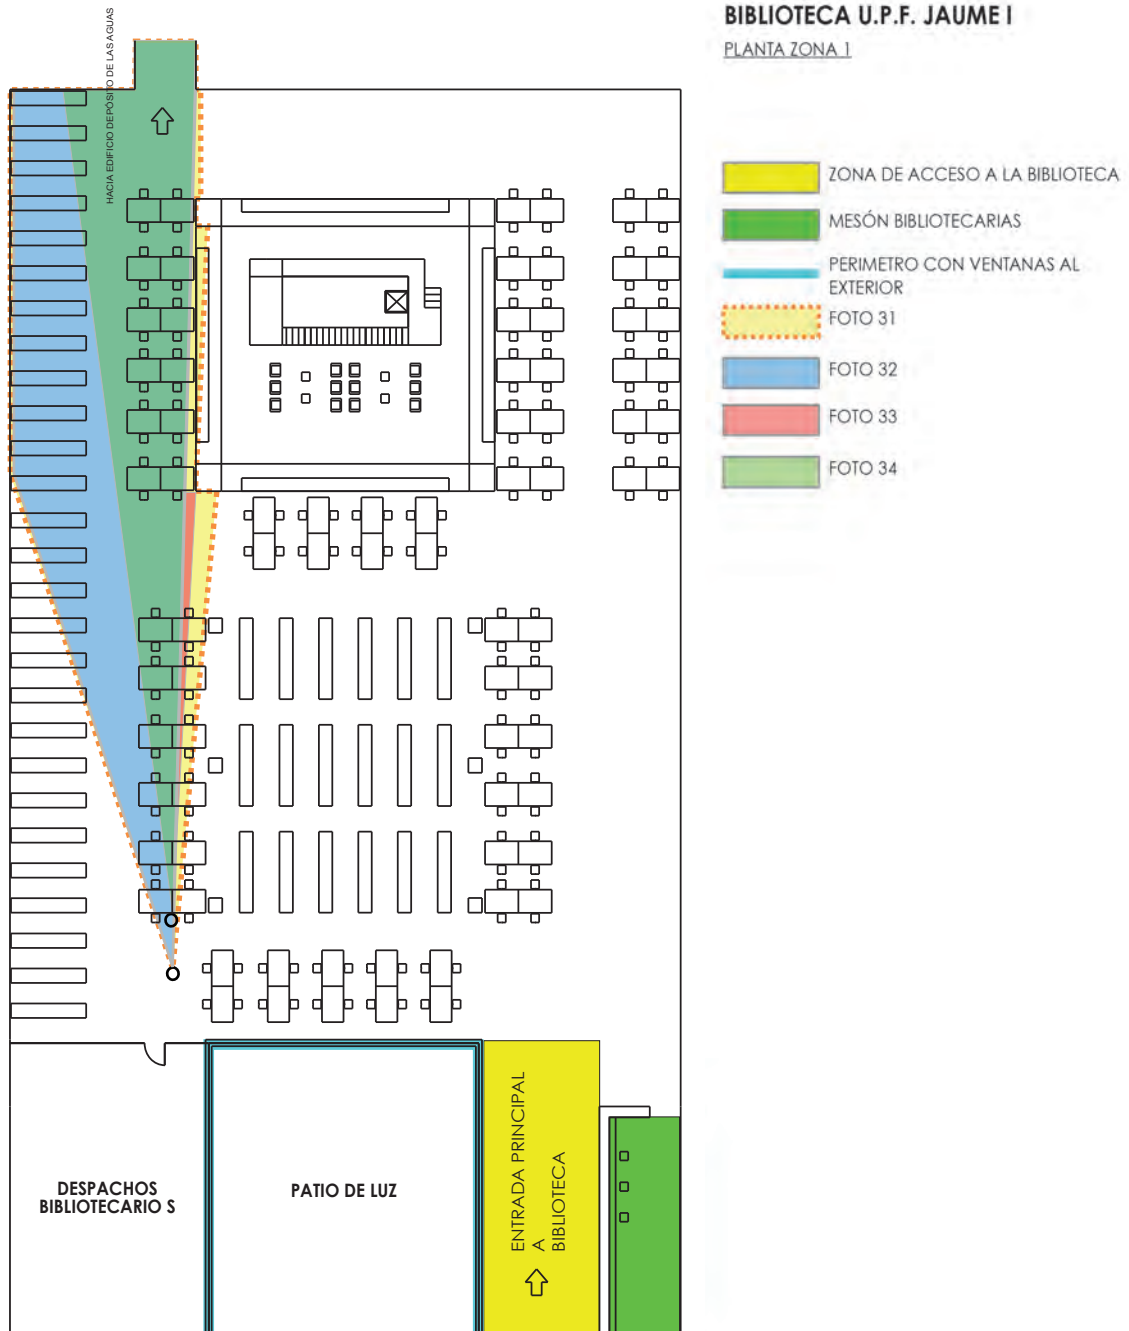 BIBLIOTECA U.P.F. JAUME I
PLANTA ZONA 1
HACIA EDIFICIO DEPÓSITO DE LAS AGUAS
ZONA DE ACCESO A LA BIBLIOTECA
MESÓN BIBLIOTECARIAS
PERIMETRO CON VENTANAS AL
EXTERIOR
FOTO 31
FOTO 32
FOTO 33
FOTO 34
DESPACHOS
BIBLIOTECARIO S
PATIO DE LUZ
ENTRADA PRINCIPAL
A
BIBLIOTECA